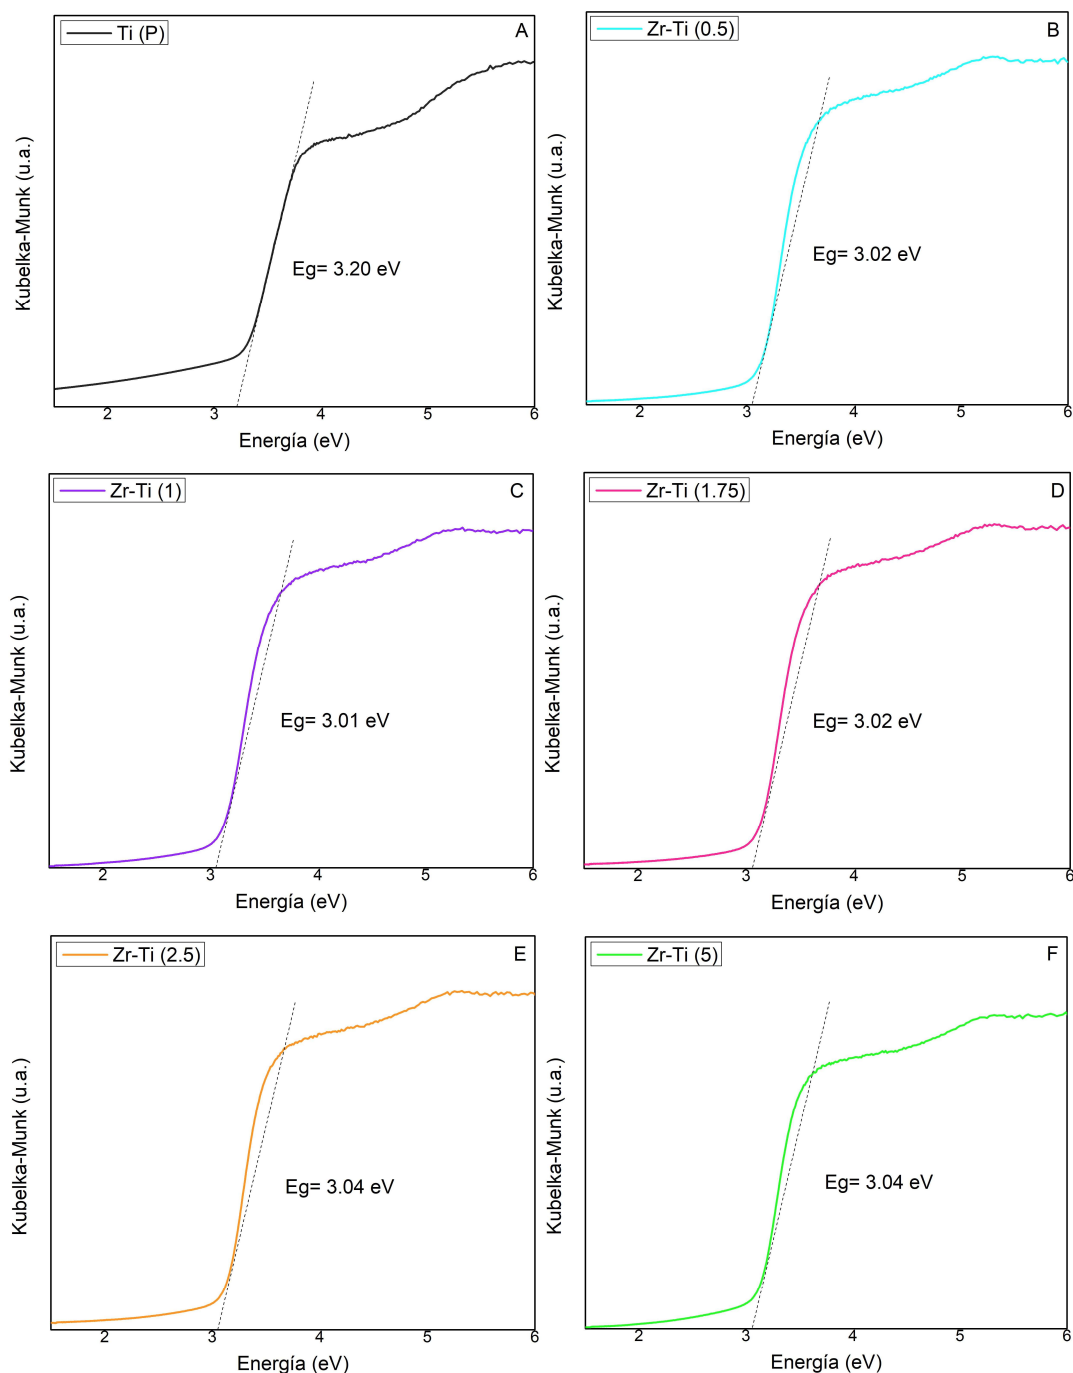 Ti (P)
A
Kubelka-Munk (u.a.)
Eg= 3.20 eV
2 3 4 5 6
Energía (eV)
Zr-Ti (0.5)
B
Kubelka-Munk (u.a.)
Eg= 3.02 eV
2 3 4 5 6
Energía (eV)
Zr-Ti (1)
C
Kubelka-Munk (u.a.)
Eg= 3.01 eV
2 3 4 5 6
Energía (eV)
Zr-Ti (1.75)
D
Kubelka-Munk (u.a.)
Eg= 3.02 eV
2 3 4 5 6
Energía (eV)
Zr-Ti (2.5)
E
Kubelka-Munk (u.a.)
Eg= 3.04 eV
2 3 4 5 6
Energía (eV)
Zr-Ti (5)
F
Kubelka-Munk (u.a.)
Eg= 3.04 eV
2 3 4 5 6
Energía (eV)